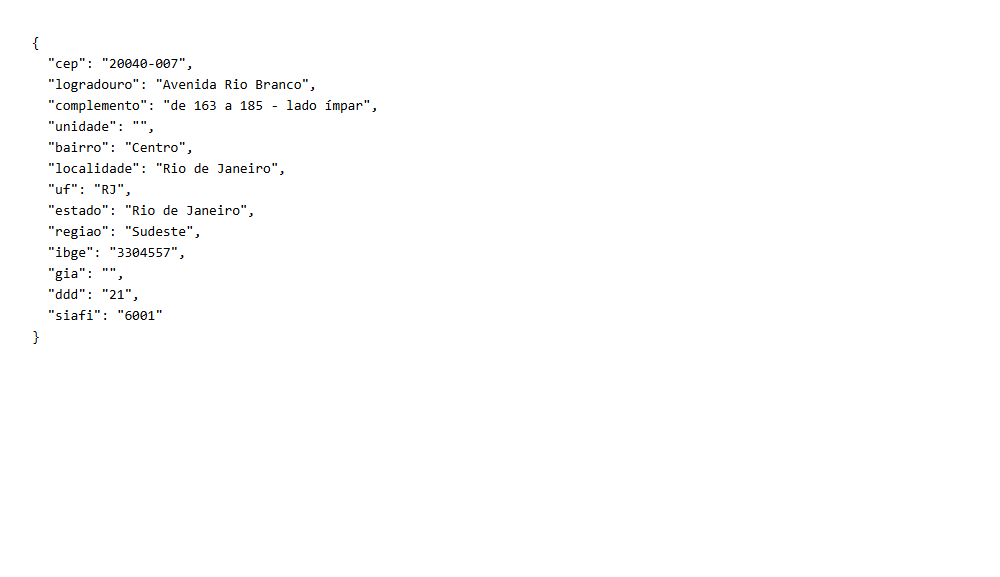 {
  "cep": "20040-007",
  "logradouro": "Avenida Rio Branco",
  "complemento": "de 163 a 185 - lado ímpar",
  "unidade": "",
  "bairro": "Centro",
  "localidade": "Rio de Janeiro",
  "uf": "RJ",
  "estado": "Rio de Janeiro",
  "regiao": "Sudeste",
  "ibge": "3304557",
  "gia": "",
  "ddd": "21",
  "siafi": "6001"
}